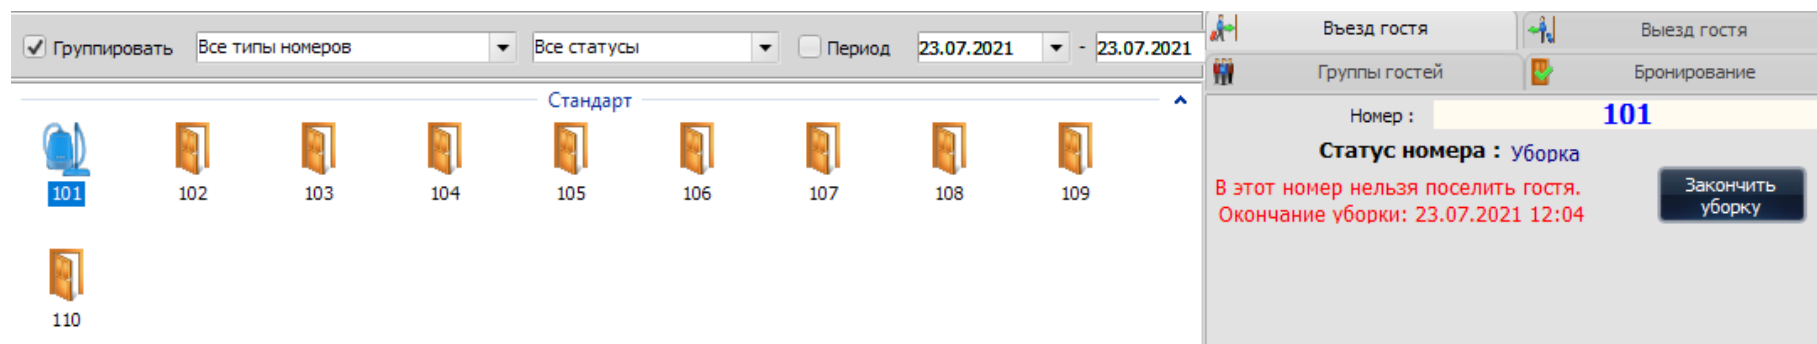 Группировать Все типы номеров Все статусы Период 23.07.2021 - 23.07.2021
Въезд гостя Выезд гостя
Группы гостей Бронирование
Стандарт
101 102 103 104 105 106 107 108 109
110
Номер : 101
Статус номера : Уборка
В этот номер нельзя поселить гостя.
Окончание уборки: 23.07.2021 12:04
Закончить
уборку